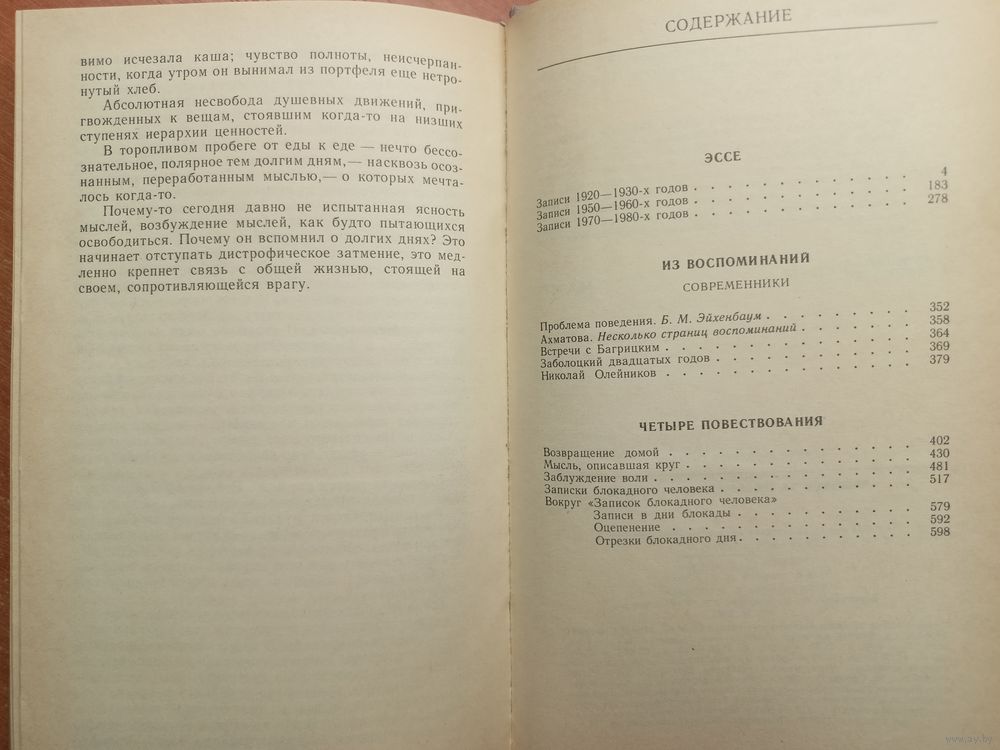 вимо исчезала каша; чувство полноты, неисчерпан-
ности, когда утром он вынимал из портфеля еще нетро-
нутый хлеб.
Абсолютная несвобода душевных движений, при-
гвожденных к вещам, стоявшим когда-то на низших
ступенях иерархии ценностей.
В торопливом пробеге от еды к еде — нечто бессо-
знательное, полярное тем долгим дням,— насквозь осоз-
нанным, переработанным мыслью,— о которых мечта-
лось когда-то.
Почему-то сегодня давно не испытанная ясность
мыслей, возбуждение мыслей, как будто пытающихся
освободиться. Почему он вспомнил о долгих днях? Это
начинает отступать дистрофическое затмение, это мед-
ленно крепнет связь с общей жизнью, стоящей на
своем, сопротивляющейся врагу.
СОДЕРЖАНИЕ
ЭССЕ
Записи 1920—1930-х годов . . . . . . . . . . . 4
Записи 1950—1960-х годов . . . . . . . . . . . 183
Записи 1970—1980-х годов . . . . . . . . . . . 278
ИЗ ВОСПОМИНАНИЙ
СОВРЕМЕННИКИ
Проблема поведения. Б. М. Эйхенбаум . . . . . . . . 352
Ахматова. Несколько страниц воспоминаний . . . . . . 358
Встречи с Багрицким . . . . . . . . . . . . . 364
Заболоцкий двадцатых годов . . . . . . . . . . 369
Николай Олейников . . . . . . . . . . . . . 379
ЧЕТЫРЕ ПОВЕСТВОВАНИЯ
Возвращение домой . . . . . . . . . . . . . 402
Мысль, описавшая круг . . . . . . . . . . . . 430
Заблуждение воли . . . . . . . . . . . . . . 481
Записки блокадного человека . . . . . . . . . . 517
Вокруг «Записок блокадного человека»
Записи в дни блокады . . . . . . . . . . 579
Оцепенение . . . . . . . . . . . . . 592
Отрезки блокадного дня . . . . . . . . . . 598
www.ay.by